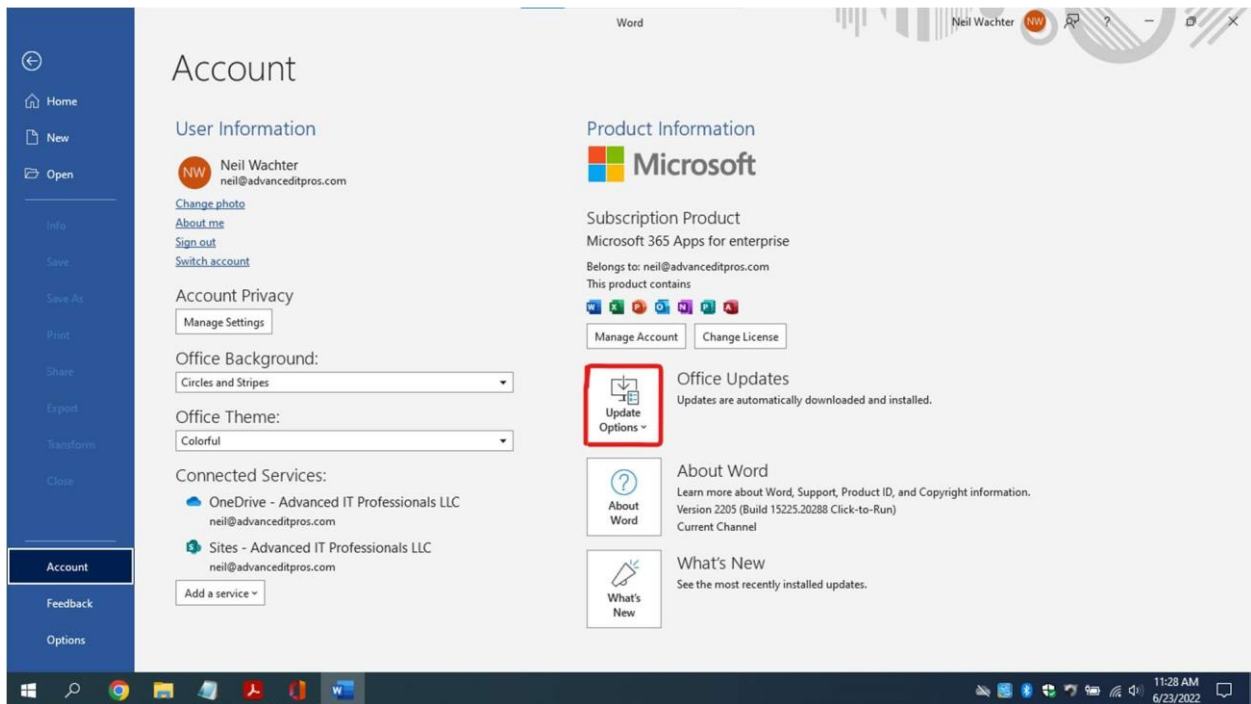 Word
Neil Wachter
NW
?
Account
Home
New
Open
Info
Save
Save As
Print
Share
Export
Transform
Close
Account
Feedback
Options
User Information
NW
Neil Wachter
neil@advanceditpros.com
Change photo
About me
Sign out
Switch account
Account Privacy
Manage Settings
Office Background:
Circles and Stripes
Office Theme:
Colorful
Connected Services:
OneDrive - Advanced IT Professionals LLC
neil@advanceditpros.com
Sites - Advanced IT Professionals LLC
neil@advanceditpros.com
Add a service
Product Information
Microsoft
Subscription Product
Microsoft 365 Apps for enterprise
Belongs to: neil@advanceditpros.com
This product contains
Manage Account
Change License
Update
Options
Office Updates
Updates are automatically downloaded and installed.
About
Word
About Word
Learn more about Word, Support, Product ID, and Copyright information.
Version 2205 (Build 15225.20288 Click-to-Run)
Current Channel
What's
New
What's New
See the most recently installed updates.
11:28 AM
6/23/2022